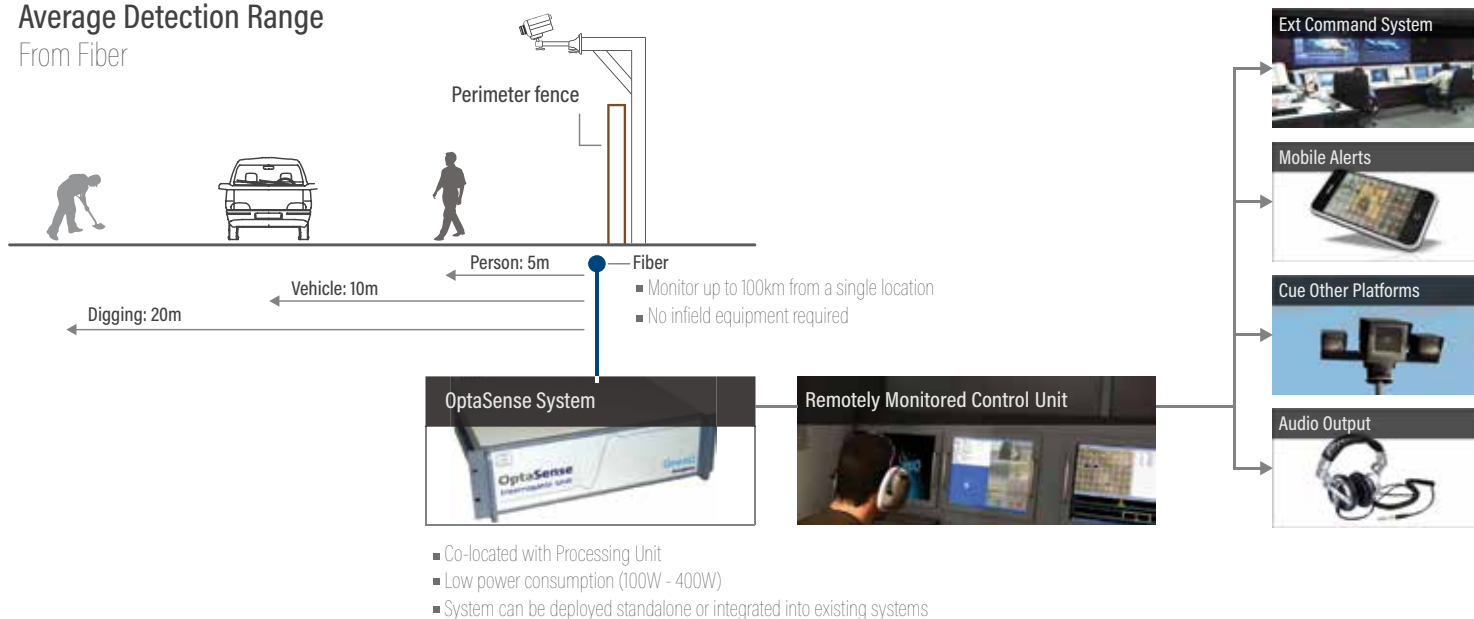 Average Detection Range
From Fiber
Perimeter fence
Person: 5m
Vehicle: 10m
Digging: 20m
Fiber
Monitor up to 100km from a single location
No infield equipment required
OptaSense System
OptaSense
Interrogator Unit
QinetiQ
Co-located with Processing Unit
Low power consumption (100W - 400W)
System can be deployed standalone or integrated into existing systems
Remotely Monitored Control Unit
Ext Command System
Mobile Alerts
Cue Other Platforms
Audio Output